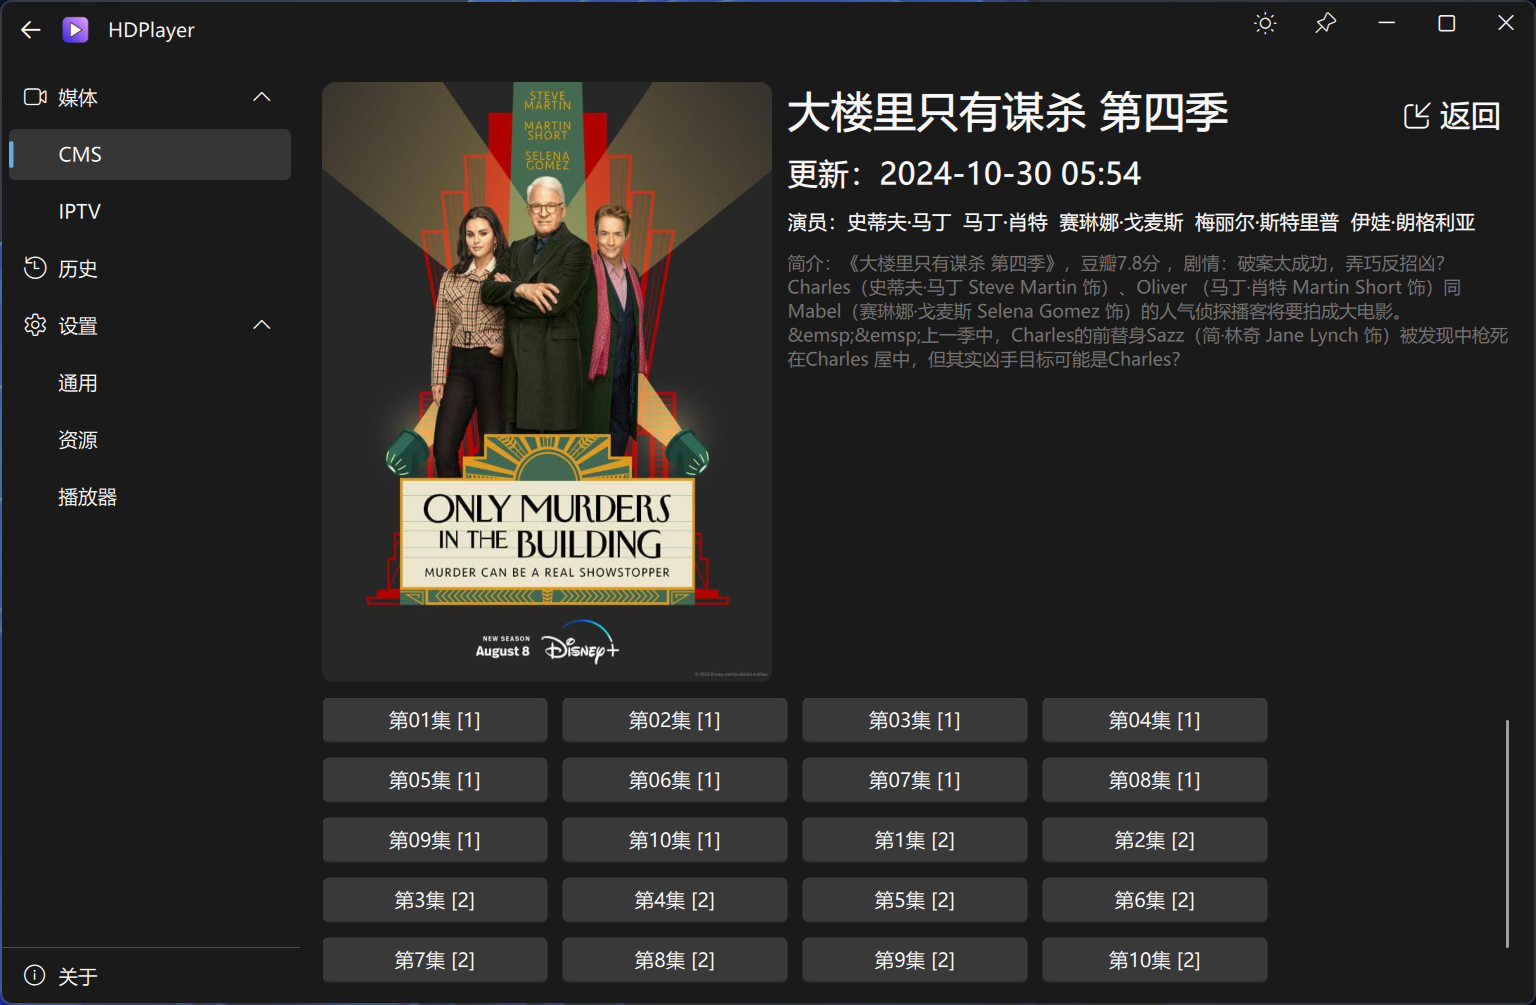 HDPlayer
媒体
CMS
IPTV
历史
设置
通用
资源
播放器
关于
STEVE
MARTIN
MARTIN
SHORT
SELENA
GOMEZ
ONLY MURDERS
IN THE BUILDING
MURDER CAN BE A REAL SHOWSTOPPER
NEW SEASON
August 8
Disney+
大楼里只有谋杀 第四季
返回
更新：2024-10-30 05:54
演员：史蒂夫·马丁 马丁·肖特 赛琳娜·戈麦斯 梅丽尔·斯特里普 伊娃·朗格利亚
简介：《大楼里只有谋杀 第四季》，豆瓣7.8分 ，剧情：破案太成功，弄巧反招凶？
Charles（史蒂夫·马丁 Steve Martin 饰）、Oliver （马丁·肖特 Martin Short 饰）同
Mabel（赛琳娜·戈麦斯 Selena Gomez 饰）的人气侦探播客将要拍成大电影。
&emsp;&emsp;上一季中，Charles的前替身Sazz（简·林奇 Jane Lynch 饰）被发现中枪死
在Charles 屋中，但其实凶手目标可能是Charles？
第01集 [1]
第02集 [1]
第03集 [1]
第04集 [1]
第05集 [1]
第06集 [1]
第07集 [1]
第08集 [1]
第09集 [1]
第10集 [1]
第1集 [2]
第2集 [2]
第3集 [2]
第4集 [2]
第5集 [2]
第6集 [2]
第7集 [2]
第8集 [2]
第9集 [2]
第10集 [2]